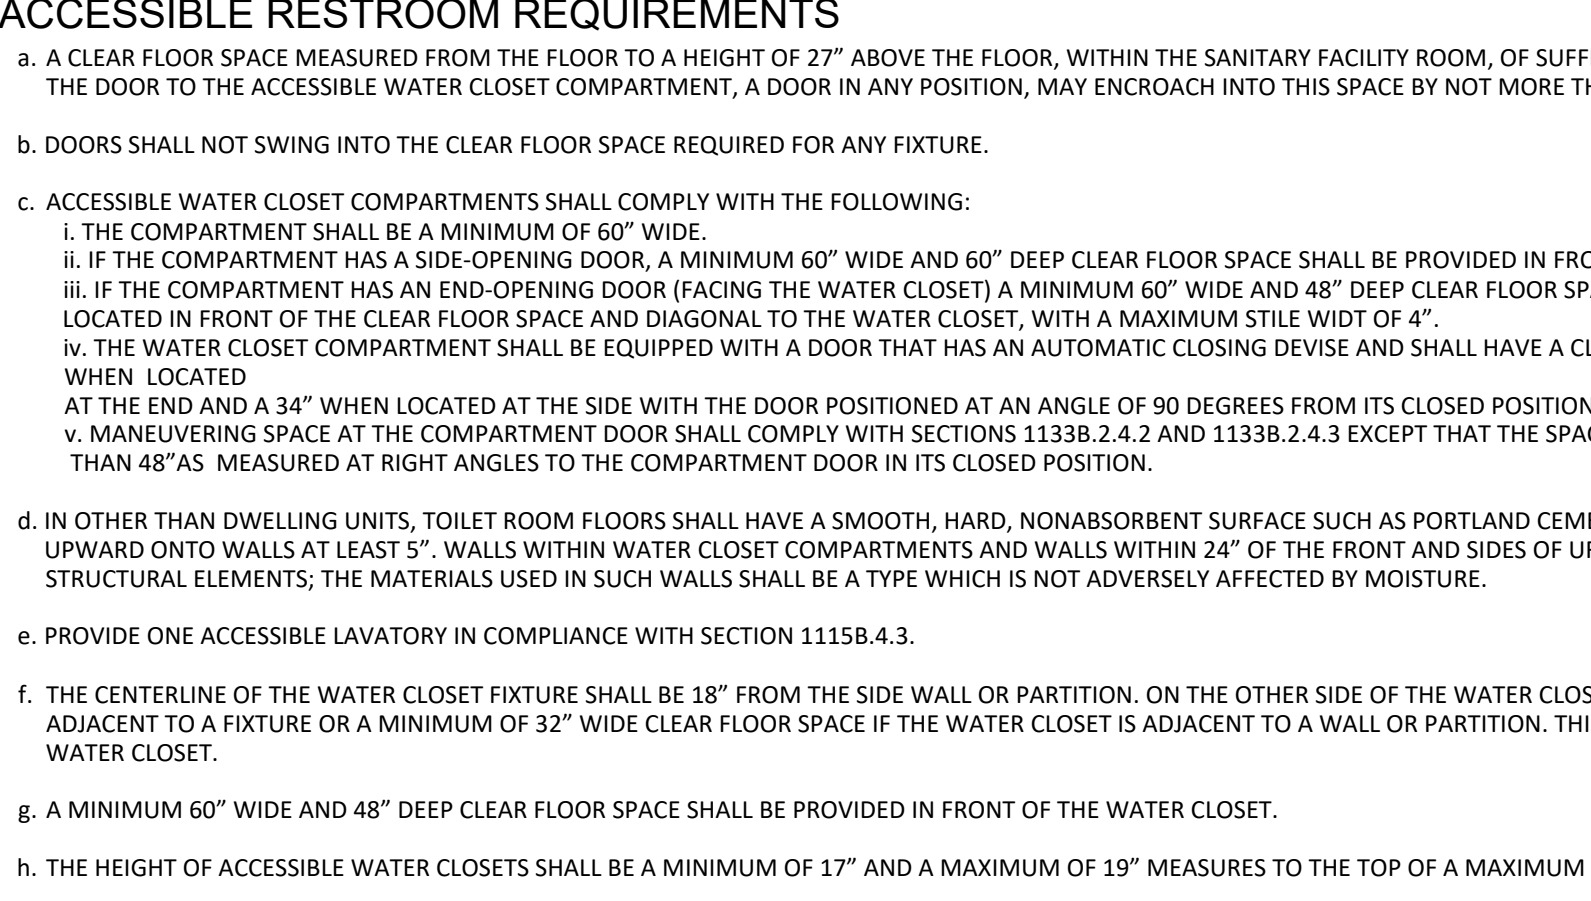 ACCESSIBLE RESTROOM REQUIREMENTS
a. A CLEAR FLOOR SPACE MEASURED FROM THE FLOOR TO A HEIGHT OF 27” ABOVE THE FLOOR, WITHIN THE SANITARY FACILITY ROOM, OF SUFF
THE DOOR TO THE ACCESSIBLE WATER CLOSET COMPARTMENT, A DOOR IN ANY POSITION, MAY ENCROACH INTO THIS SPACE BY NOT MORE TH
b. DOORS SHALL NOT SWING INTO THE CLEAR FLOOR SPACE REQUIRED FOR ANY FIXTURE.
c. ACCESSIBLE WATER CLOSET COMPARTMENTS SHALL COMPLY WITH THE FOLLOWING:
i. THE COMPARTMENT SHALL BE A MINIMUM OF 60” WIDE.
ii. IF THE COMPARTMENT HAS A SIDE-OPENING DOOR, A MINIMUM 60” WIDE AND 60” DEEP CLEAR FLOOR SPACE SHALL BE PROVIDED IN FRO
iii. IF THE COMPARTMENT HAS AN END-OPENING DOOR (FACING THE WATER CLOSET) A MINIMUM 60” WIDE AND 48” DEEP CLEAR FLOOR SPA
LOCATED IN FRONT OF THE CLEAR FLOOR SPACE AND DIAGONAL TO THE WATER CLOSET, WITH A MAXIMUM STILE WIDT OF 4”.
iv. THE WATER CLOSET COMPARTMENT SHALL BE EQUIPPED WITH A DOOR THAT HAS AN AUTOMATIC CLOSING DEVISE AND SHALL HAVE A CL
WHEN LOCATED
AT THE END AND A 34” WHEN LOCATED AT THE SIDE WITH THE DOOR POSITIONED AT AN ANGLE OF 90 DEGREES FROM ITS CLOSED POSITION
v. MANEUVERING SPACE AT THE COMPARTMENT DOOR SHALL COMPLY WITH SECTIONS 1133B.2.4.2 AND 1133B.2.4.3 EXCEPT THAT THE SPAC
THAN 48”AS MEASURED AT RIGHT ANGLES TO THE COMPARTMENT DOOR IN ITS CLOSED POSITION.
d. IN OTHER THAN DWELLING UNITS, TOILET ROOM FLOORS SHALL HAVE A SMOOTH, HARD, NONABSORBENT SURFACE SUCH AS PORTLAND CEME
UPWARD ONTO WALLS AT LEAST 5”. WALLS WITHIN WATER CLOSET COMPARTMENTS AND WALLS WITHIN 24” OF THE FRONT AND SIDES OF UR
STRUCTURAL ELEMENTS; THE MATERIALS USED IN SUCH WALLS SHALL BE A TYPE WHICH IS NOT ADVERSELY AFFECTED BY MOISTURE.
e. PROVIDE ONE ACCESSIBLE LAVATORY IN COMPLIANCE WITH SECTION 1115B.4.3.
f. THE CENTERLINE OF THE WATER CLOSET FIXTURE SHALL BE 18” FROM THE SIDE WALL OR PARTITION. ON THE OTHER SIDE OF THE WATER CLOS
ADJACENT TO A FIXTURE OR A MINIMUM OF 32” WIDE CLEAR FLOOR SPACE IF THE WATER CLOSET IS ADJACENT TO A WALL OR PARTITION. THI
WATER CLOSET.
g. A MINIMUM 60” WIDE AND 48” DEEP CLEAR FLOOR SPACE SHALL BE PROVIDED IN FRONT OF THE WATER CLOSET.
h. THE HEIGHT OF ACCESSIBLE WATER CLOSETS SHALL BE A MINIMUM OF 17” AND A MAXIMUM OF 19” MEASURES TO THE TOP OF A MAXIMUM